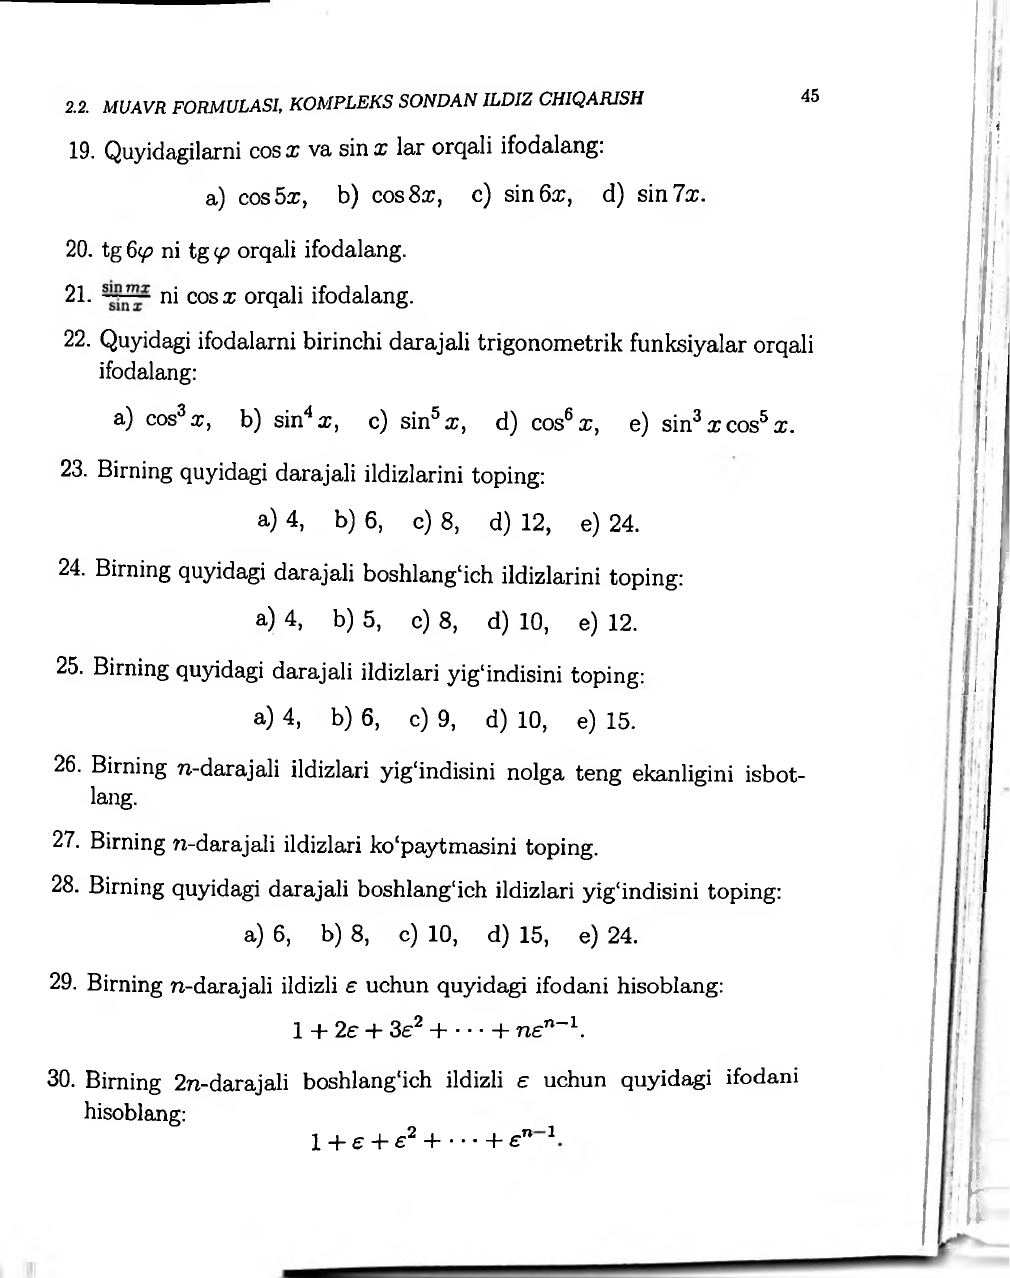 2.2. MUAVR FORMULASI, KOMPLEKS SONDAN ILDIZ CHIQARISH 45
19. Quyidagilarni cos x va sin x lar orqali ifodalang:
a) cos 5x, b) cos 8x, c) sin 6x, d) sin 7x.
20. tg 6φ ni tg φ orqali ifodalang.
21. sin mx / sin x ni cos x orqali ifodalang.
22. Quyidagi ifodalarni birinchi darajali trigonometrik funksiyalar orqali
ifodalang:
a) cos³ x, b) sin⁴ x, c) sin⁵ x, d) cos⁶ x, e) sin³ x cos⁵ x.
23. Birning quyidagi darajali ildizlarini toping:
a) 4, b) 6, c) 8, d) 12, e) 24.
24. Birning quyidagi darajali boshlang‘ich ildizlarini toping:
a) 4, b) 5, c) 8, d) 10, e) 12.
25. Birning quyidagi darajali ildizlari yig‘indisini toping:
a) 4, b) 6, c) 9, d) 10, e) 15.
26. Birning n-darajali ildizlari yig‘indisini nolga teng ekanligini isbot-
lang.
27. Birning n-darajali ildizlari ko‘paytmasini toping.
28. Birning quyidagi darajali boshlang‘ich ildizlari yig‘indisini toping:
a) 6, b) 8, c) 10, d) 15, e) 24.
29. Birning n-darajali ildizli ε uchun quyidagi ifodani hisoblang:
1 + 2ε + 3ε² + · · · + nεⁿ⁻¹.
30. Birning 2n-darajali boshlang‘ich ildizli ε uchun quyidagi ifodani
hisoblang:
1 + ε + ε² + · · · + εⁿ⁻¹.